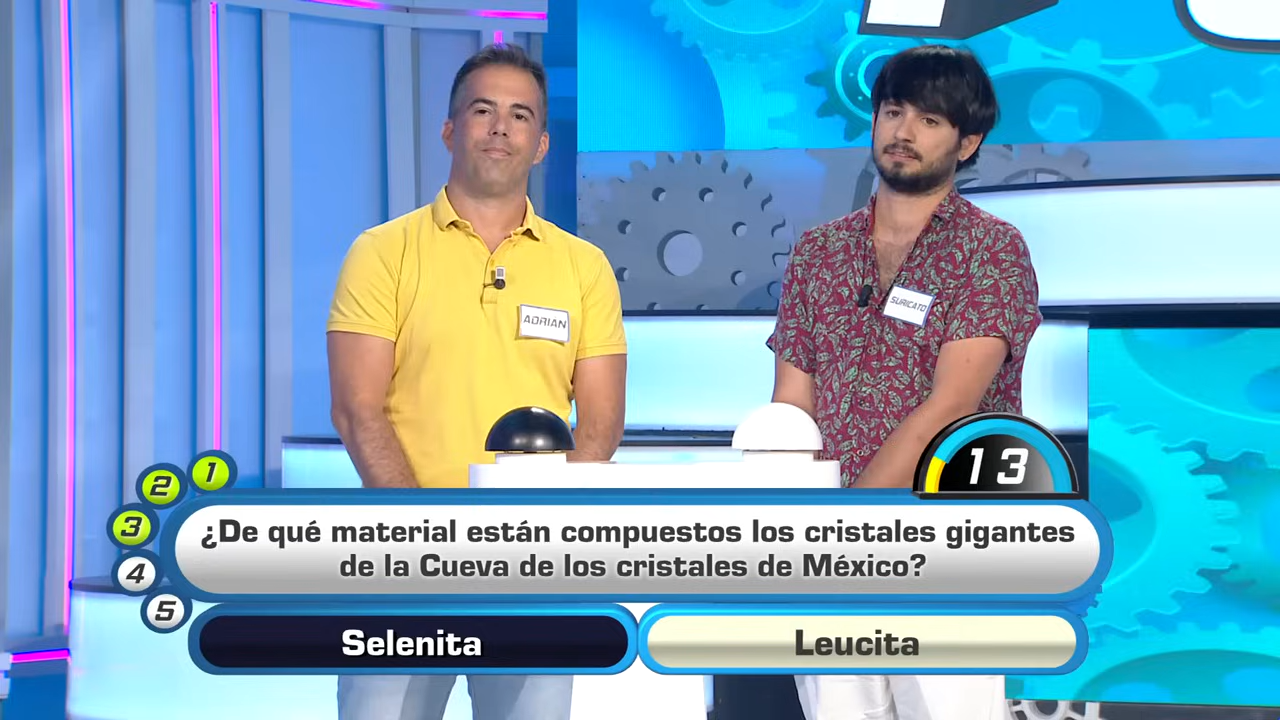 ADRIAN
SURICATO
13
1
2
3
4
5
¿De qué material están compuestos los cristales gigantes
de la Cueva de los cristales de México?
Selenita
Leucita